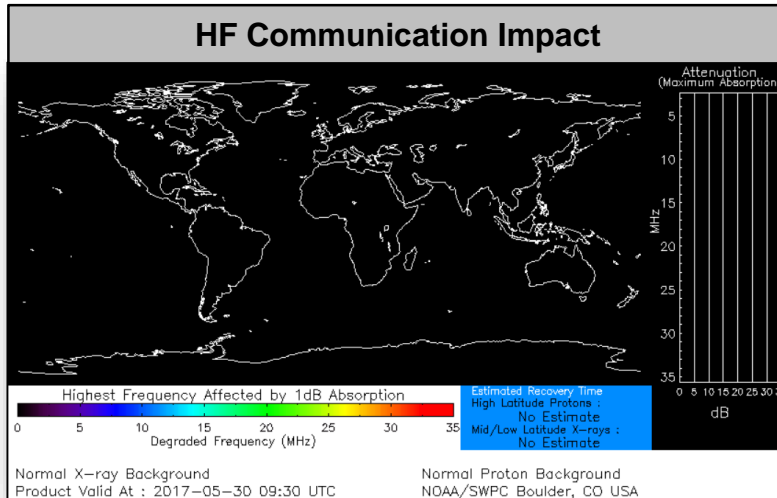 HF Communication Impact
Attenuation
(Maximum Absorption
5
10
15
20
25
30
35
MHz
0 5 10 15 20 25 30 3
dB
Highest Frequency Affected by 1dB Absorption
0 5 10 15 20 25 30 35
Degraded Frequency (MHz)
Estimated Recovery Time
High Latitude Protons :
No Estimate
Mid/Low Latitude X-rays :
No Estimate
Normal X-ray Background
Product Valid At : 2017-05-30 09:30 UTC
Normal Proton Background
NOAA/SWPC Boulder, CO USA